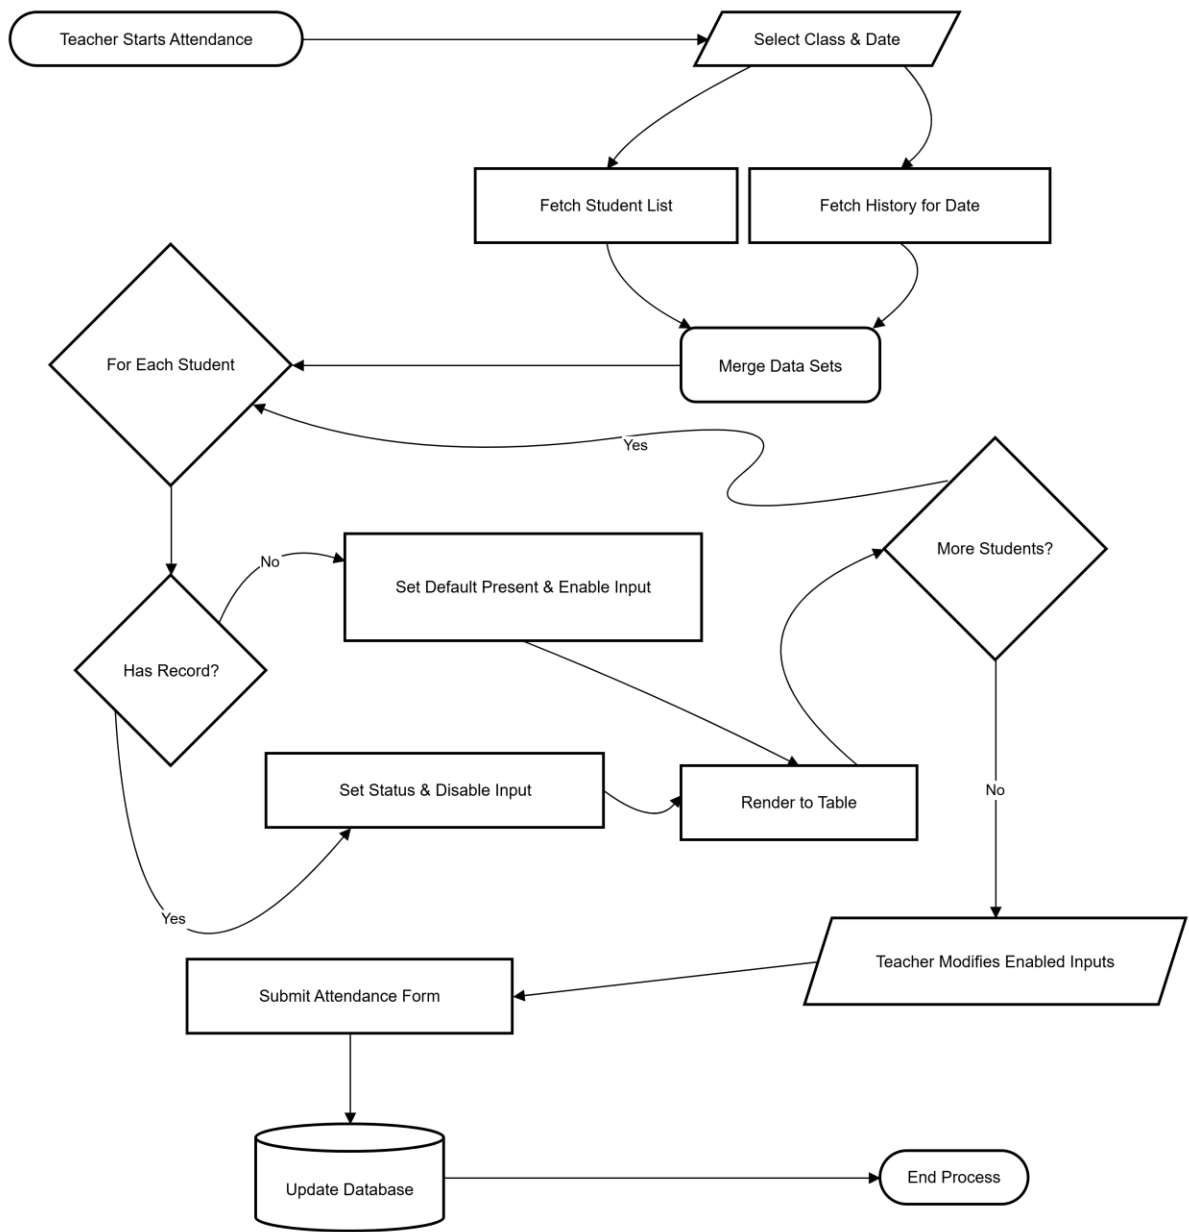 Teacher Starts Attendance
Select Class & Date
Fetch Student List
Fetch History for Date
For Each Student
Merge Data Sets
Yes
More Students?
No
Set Default Present & Enable Input
Has Record?
Set Status & Disable Input
Render to Table
No
Yes
Teacher Modifies Enabled Inputs
Submit Attendance Form
Update Database
End Process